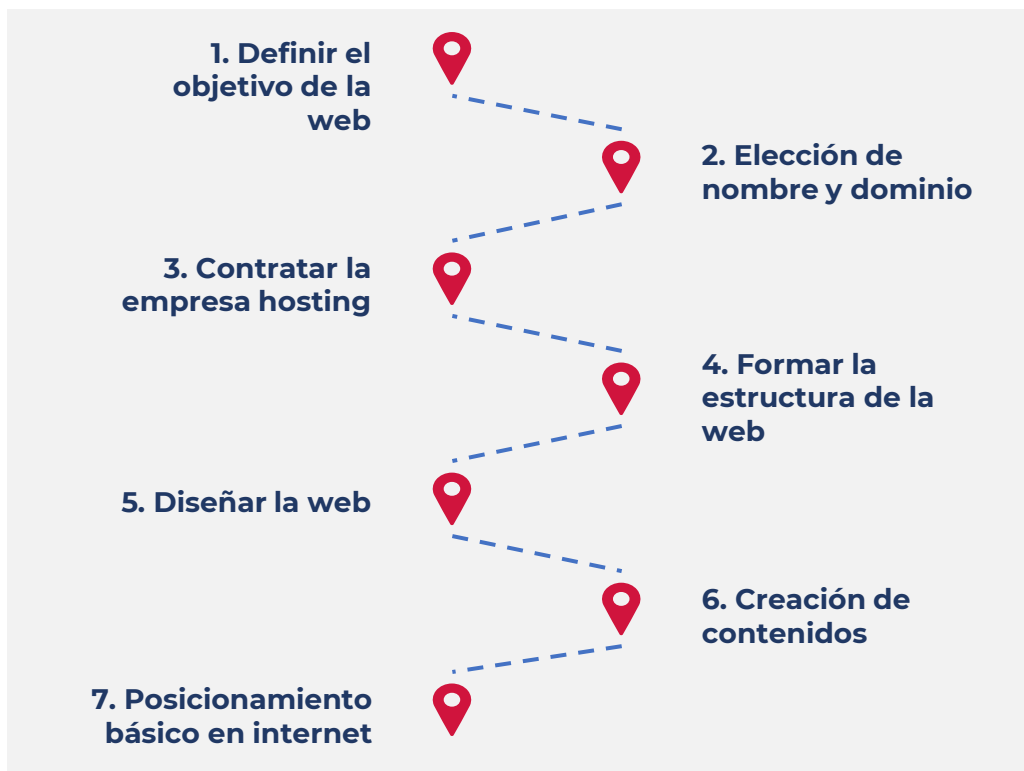 1. Definir el
objetivo de la
web
2. Elección de
nombre y dominio
3. Contratar la
empresa hosting
4. Formar la
estructura de la
web
5. Diseñar la web
6. Creación de
contenidos
7. Posicionamiento
básico en internet